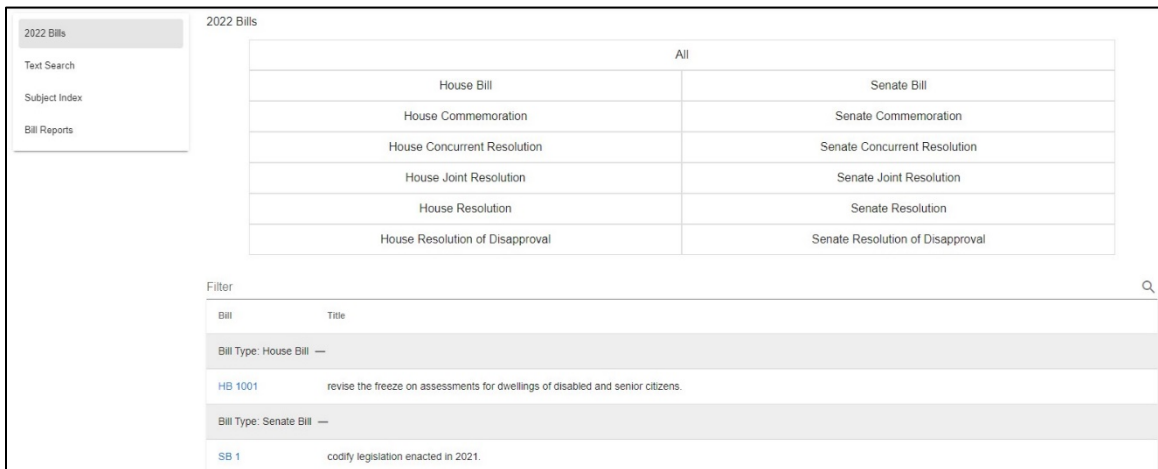 2022 Bills
Text Search
Subject Index
Bill Reports
2022 Bills
All
House Bill Senate Bill
House Commemoration Senate Commemoration
House Concurrent Resolution Senate Concurrent Resolution
House Joint Resolution Senate Joint Resolution
House Resolution Senate Resolution
House Resolution of Disapproval Senate Resolution of Disapproval
Filter
Bill Title
Bill Type: House Bill —
HB 1001 revise the freeze on assessments for dwellings of disabled and senior citizens.
Bill Type: Senate Bill —
SB 1 codify legislation enacted in 2021.